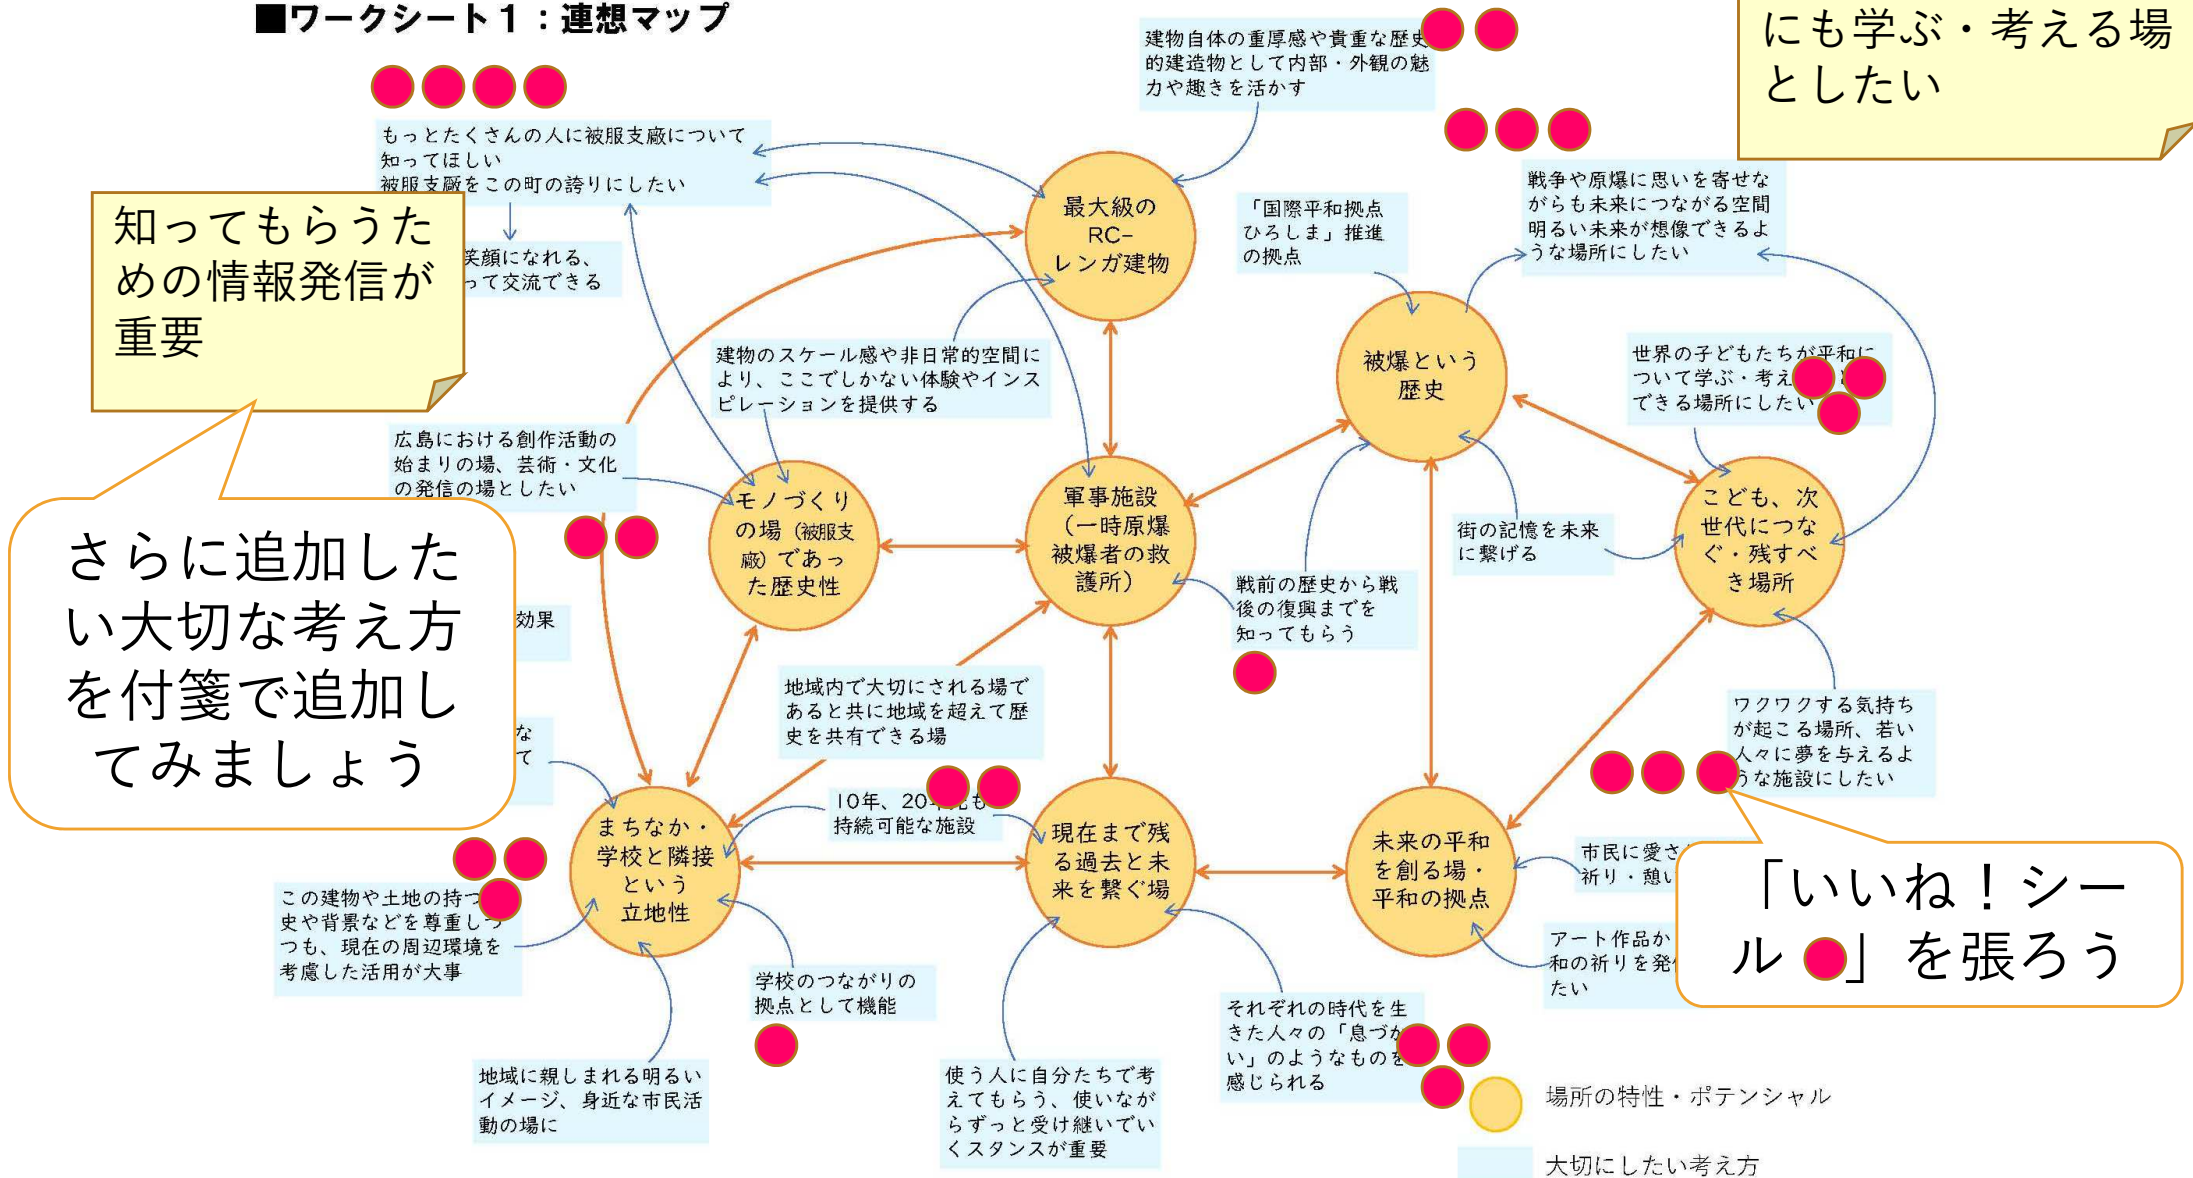 ■ワークシート１：連想マップ
にも学ぶ・考える場
としたい
建物自体の重厚感や貴重な歴史
的建造物として内部・外観の魅
力や趣きを活かす
もっとたくさんの人に被服支廠について
知ってほしい
被服支廠をこの町の誇りにしたい
笑顔になれる、
って交流できる
知ってもらうた
めの情報発信が
重要
最大級の
RC-
レンガ建物
「国際平和拠点
ひろしま」推進
の拠点
戦争や原爆に思いを寄せな
がらも未来につながる空間
明るい未来が想像できるよ
うな場所にしたい
建物のスケール感や非日常的空間に
より、ここでしかない体験やインス
ピレーションを提供する
被爆という
歴史
世界の子どもたちが平和に
ついて学ぶ・考え
できる場所にしたい
広島における創作活動の
始まりの場、芸術・文化
の発信の場としたい
モノづくり
の場（被服支
廠）であっ
た歴史性
軍事施設
（一時原爆
被爆者の救
護所）
こども、次
世代につな
ぐ・残すべ
き場所
街の記憶を未来
に繋げる
さらに追加した
い大切な考え方
を付箋で追加し
てみましょう
効果
な
て
戦前の歴史から戦
後の復興までを
知ってもらう
地域内で大切にされる場で
あると共に地域を超えて歴
史を共有できる場
ワクワクする気持ち
が起こる場所、若い
人々に夢を与えるよ
うな施設にしたい
10年、20年先も
持続可能な施設
まちなか・
学校と隣接
という
立地性
現在まで残
る過去と未
来を繋ぐ場
未来の平和
を創る場・
平和の拠点
市民に愛さ
祈り・憩い
「いいね！シー
ル●」を張ろう
この建物や土地の持つ
史や背景などを尊重しつ
つも、現在の周辺環境を
考慮した活用が大事
アート作品か
和の祈りを発信
たい
学校のつながりの
拠点として機能
それぞれの時代を生
きた人々の「息づか
い」のようなものを
感じられる
地域に親しまれる明るい
イメージ、身近な市民活
動の場に
使う人に自分たちで考
えてもらう、使いなが
らずっと受け継いでい
くスタンスが重要
場所の特性・ポテンシャル
大切にしたい考え方